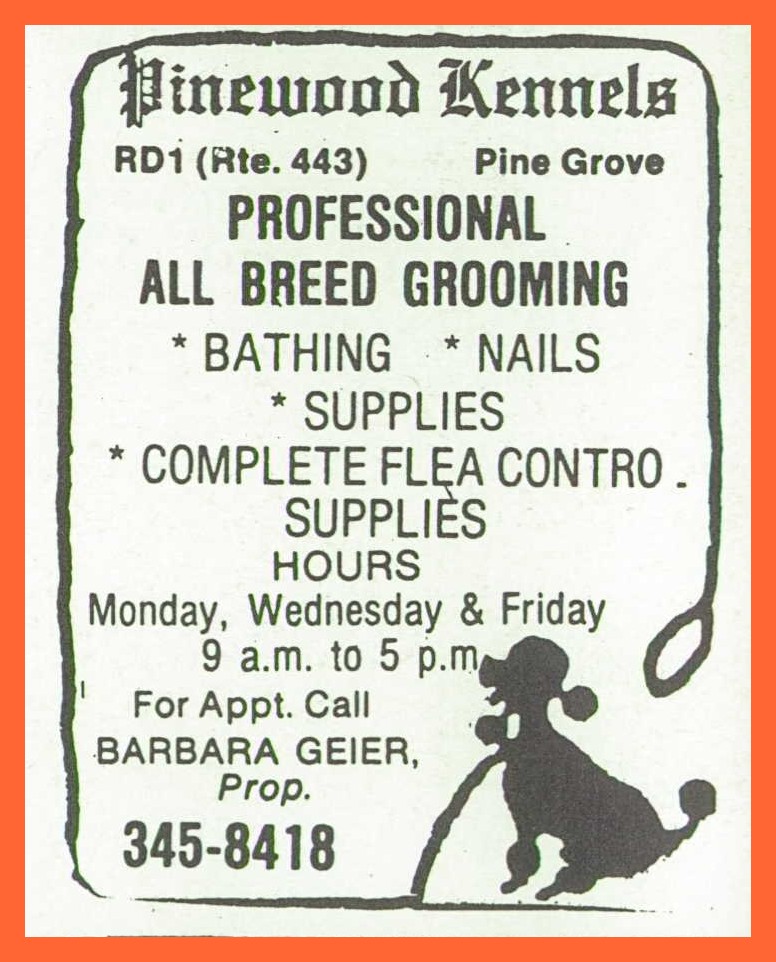 Pinewood Kennels
RD1 (Rte. 443) Pine Grove
PROFESSIONAL
ALL BREED GROOMING
* BATHING * NAILS
* SUPPLIES
* COMPLETE FLEA CONTRO.
SUPPLIES
HOURS
Monday, Wednesday & Friday
9 a.m. to 5 p.m.
For Appt. Call
BARBARA GEIER,
Prop.
345-8418